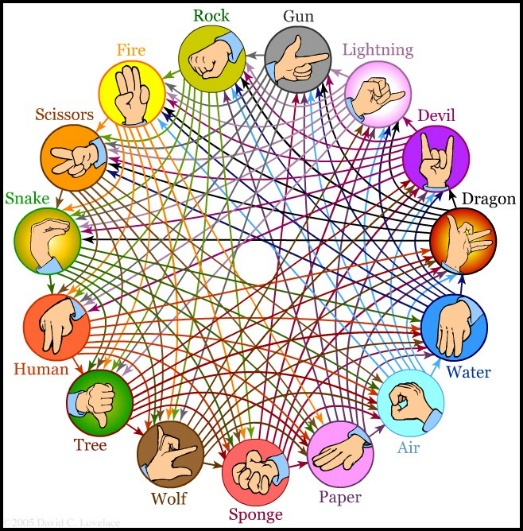 Rock
Gun
Fire
Lightning
Scissors
Devil
Snake
Dragon
Human
Water
Tree
Air
Wolf
Paper
Sponge
©2005 David C. Lovelace